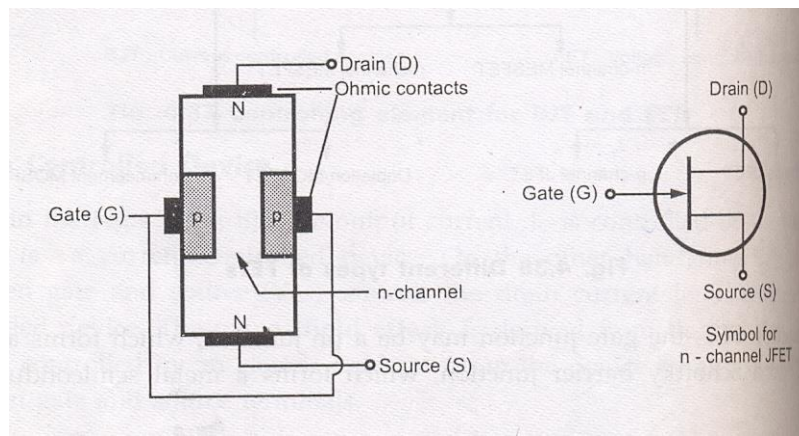 Drain (D)
Ohmic contacts
N
Gate (G)
p
p
n-channel
N
Source (S)
Drain (D)
Gate (G)
Source (S)
Symbol for
n - channel JFET